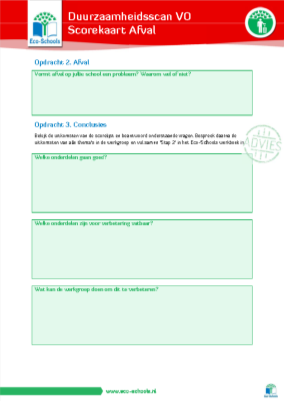 Duurzaamheidsscan VO
Scorekaart Afval
Eco-Schools
Opdracht 2. Afval
Vormt afval op jullie school een probleem? Waarom wel of niet?
Opdracht 3. Conclusies
Bekijk de uitkomsten van de scorelijst en beantwoord onderstaande vragen. Bespreek daarna de
uitkomsten van alle thema's in de werkgroep en vul samen 'Stap 2' in het Eco-Schools werkboek in.
ADVIES
Welke onderdelen gaan goed?
Welke onderdelen zijn voor verbetering vatbaar?
Wat kan de werkgroep doen om dit te verbeteren?
www.eco-schools.nl